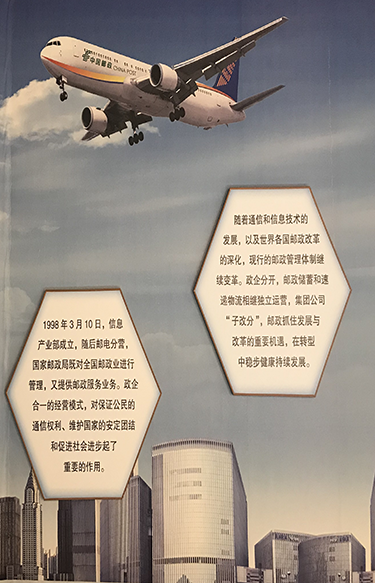 中国邮政 CHINA POST
随着通信和信息技术的
发展，以及世界各国邮政改革
的深化，现行的邮政管理体制继
续变革。政企分开，邮政储蓄和速
递物流相继独立运营，集团公司
“子改分”，邮政抓住发展与
改革的重要机遇，在转型
中稳步健康持续发展。
1998 年 3 月 10 日，信息
产业部成立，随后邮电分营，
国家邮政局既对全国邮政业进行
管理，又提供邮政服务业务。政企
合一的经营模式，对保证公民的
通信权利、维护国家的安定团结
和促进社会进步起了
重要的作用。